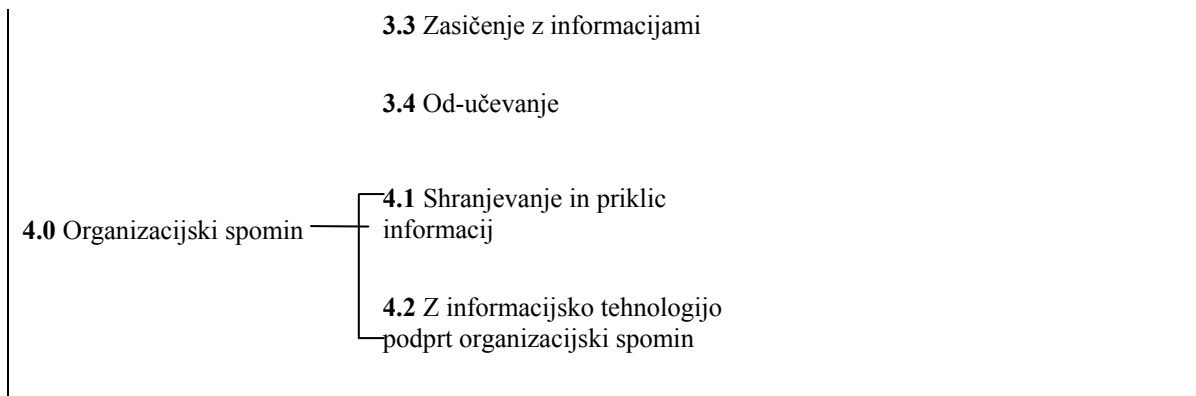 3.3 Zasičenje z informacijami
3.4 Od-učevanje
4.0 Organizacijski spomin
4.1 Shranjevanje in priklic
informacij
4.2 Z informacijsko tehnologijo
podprt organizacijski spomin